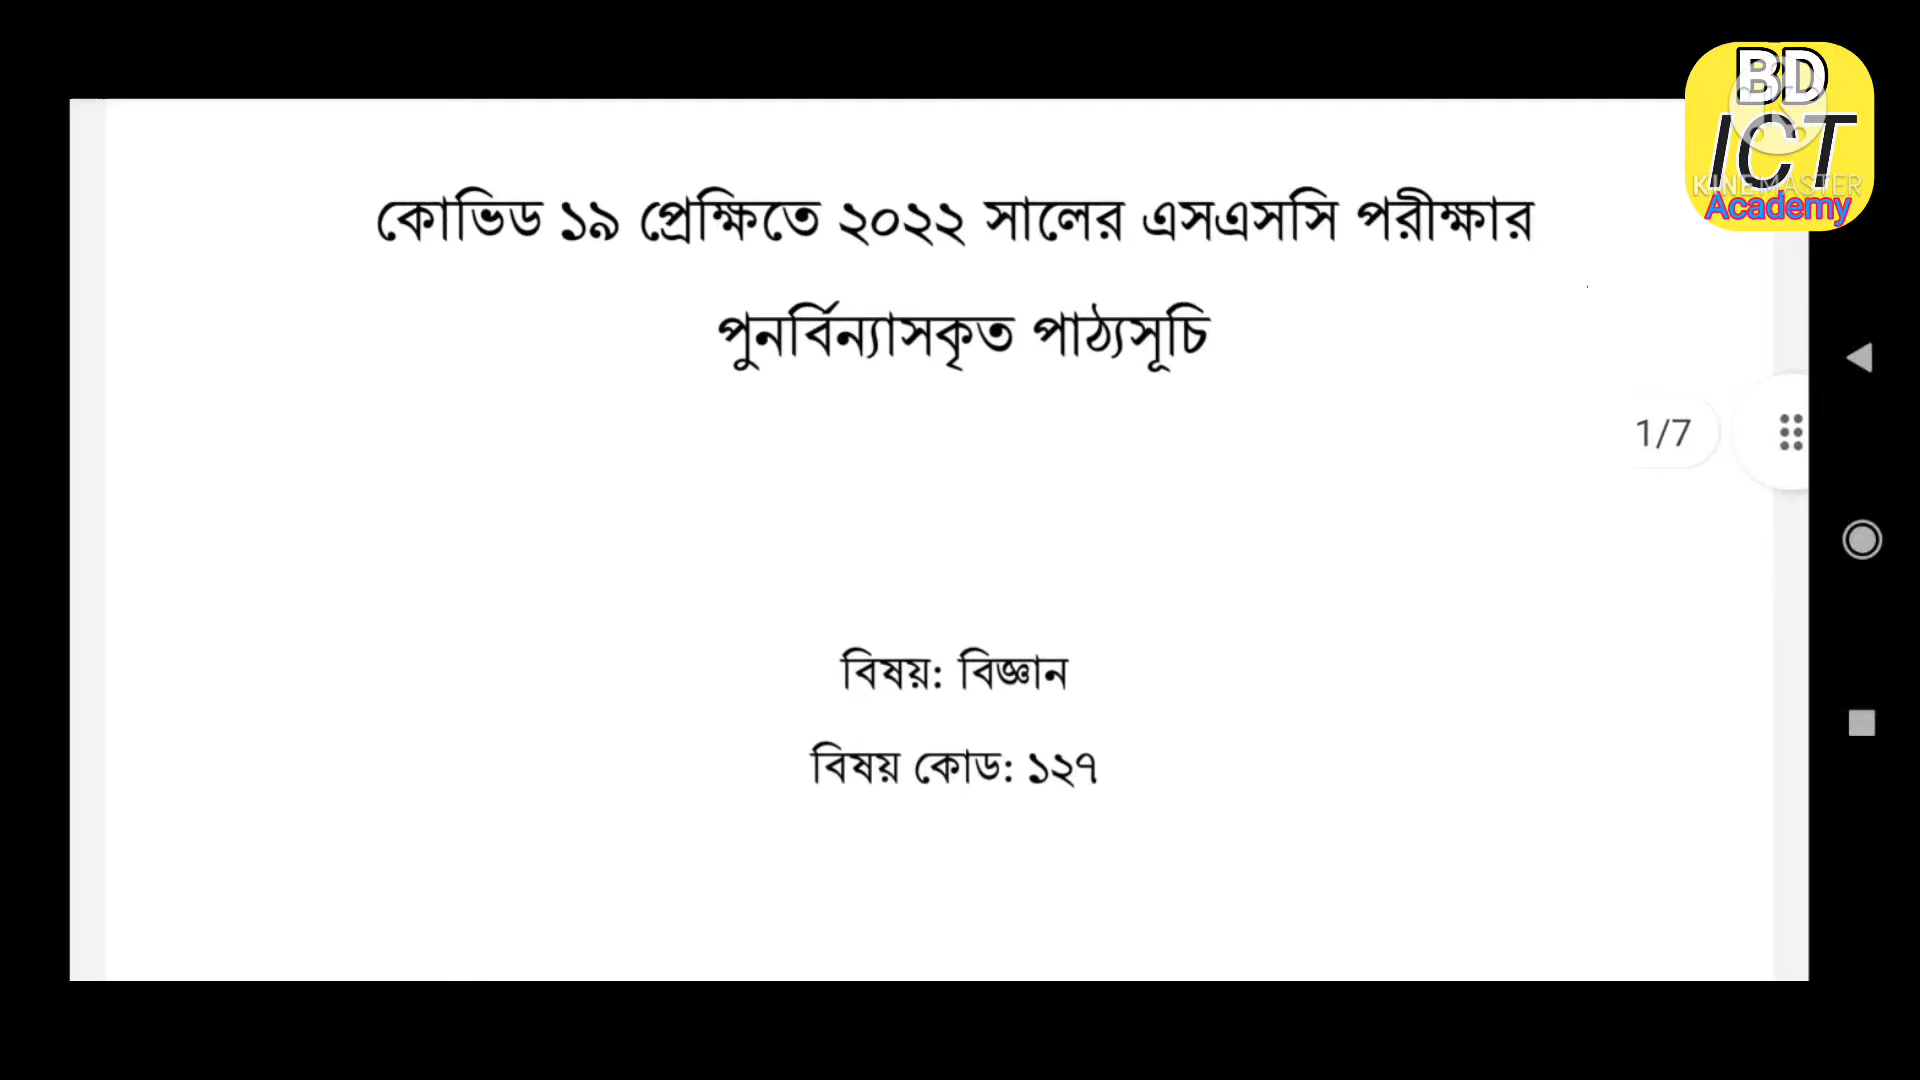 BD
ICT
KINEMASTER
Academy
কোভিড ১৯ প্রেক্ষিতে ২০২২ সালের এসএসসি পরীক্ষার
পুনর্বিন্যাসকৃত পাঠ্যসূচি
1/7
বিষয়: বিজ্ঞান
বিষয় কোড: ১২৭